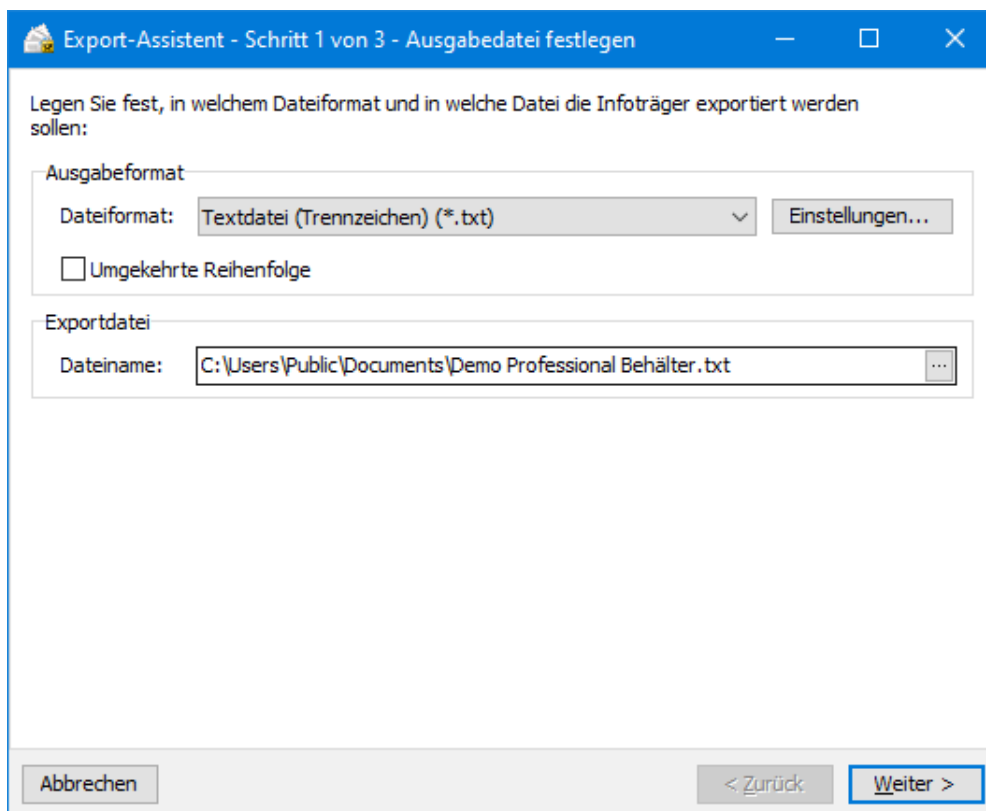 Export-Assistent - Schritt 1 von 3 - Ausgabedatei festlegen
Legen Sie fest, in welchem Dateiformat und in welche Datei die Infoträger exportiert werden
sollen:
Ausgabeformat
Dateiformat: Textdatei (Trennzeichen) (*.txt) Einstellungen...
Umgekehrte Reihenfolge
Exportdatei
Dateiname: C:\Users\Public\Documents\Demo Professional Behälter.txt ...
Abbrechen < Zurück Weiter >